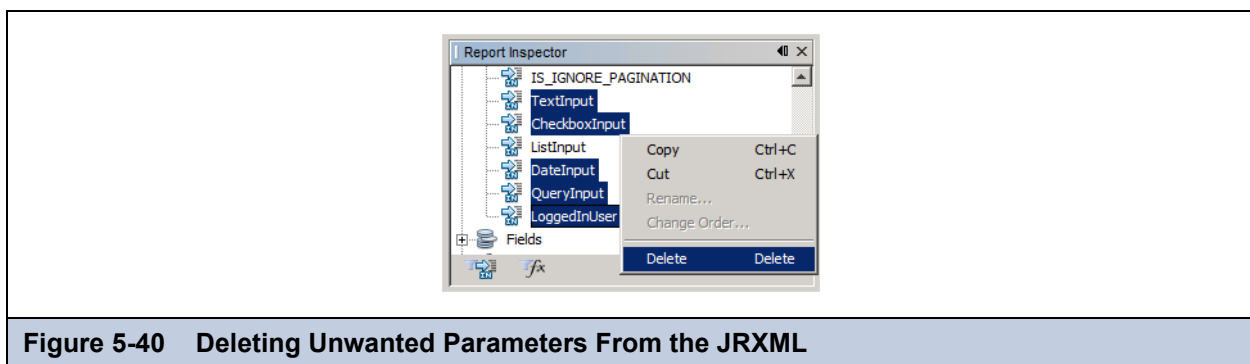 Report Inspector
IS_IGNORE_PAGINATION
TextInput
CheckboxInput
ListInput
Copy Ctrl+C
DateInput
Cut Ctrl+X
QueryInput
Rename...
LoggedInUser
Change Order...
Fields
Delete Delete
fx
Figure 5-40 Deleting Unwanted Parameters From the JRXML